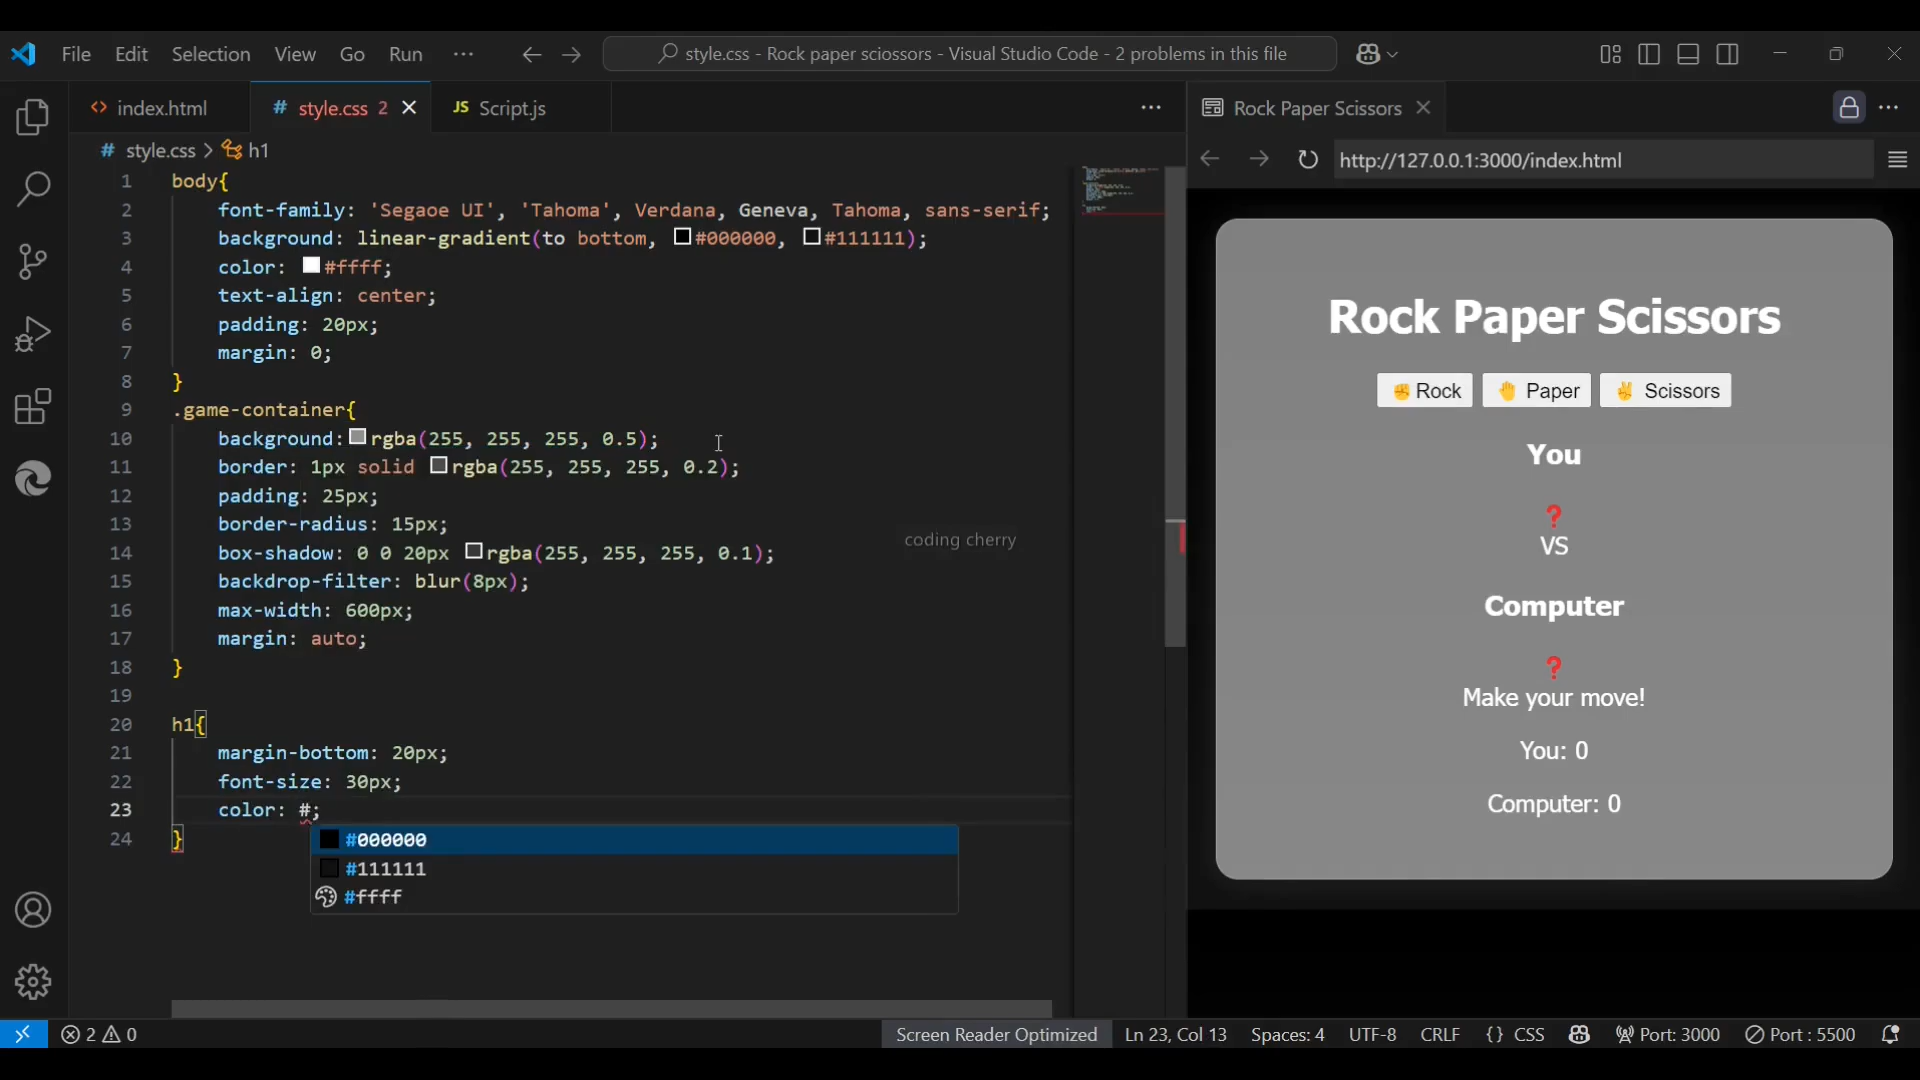 File Edit Selection View Go Run ··· style.css - Rock paper sciossors - Visual Studio Code - 2 problems in this file
index.html # style.css 2 JS Script.js ··· Rock Paper Scissors ···
# style.css > h1
http://127.0.0.1:3000/index.html
1 body{
2 font-family: 'Segaoe UI', 'Tahoma', Verdana, Geneva, Tahoma, sans-serif;
3 background: linear-gradient(to bottom, #000000, #111111);
4 color: #ffff;
5 text-align: center;
6 padding: 20px;
7 margin: 0;
8 }
9 .game-container{
10 background: rgba(255, 255, 255, 0.5);
11 border: 1px solid rgba(255, 255, 255, 0.2);
12 padding: 25px;
13 border-radius: 15px;
14 box-shadow: 0 0 20px rgba(255, 255, 255, 0.1);
15 backdrop-filter: blur(8px);
16 max-width: 600px;
17 margin: auto;
18 }
19
20 h1{
21 margin-bottom: 20px;
22 font-size: 30px;
23 color: #;
24 }
#000000
#111111
#ffff
coding cherry
Rock Paper Scissors
✊ Rock 🤚 Paper ✌ Scissors
You
❓
VS
Computer
❓
Make your move!
You: 0
Computer: 0
2 0 Screen Reader Optimized Ln 23, Col 13 Spaces: 4 UTF-8 CRLF {} CSS Port: 3000 Port : 5500